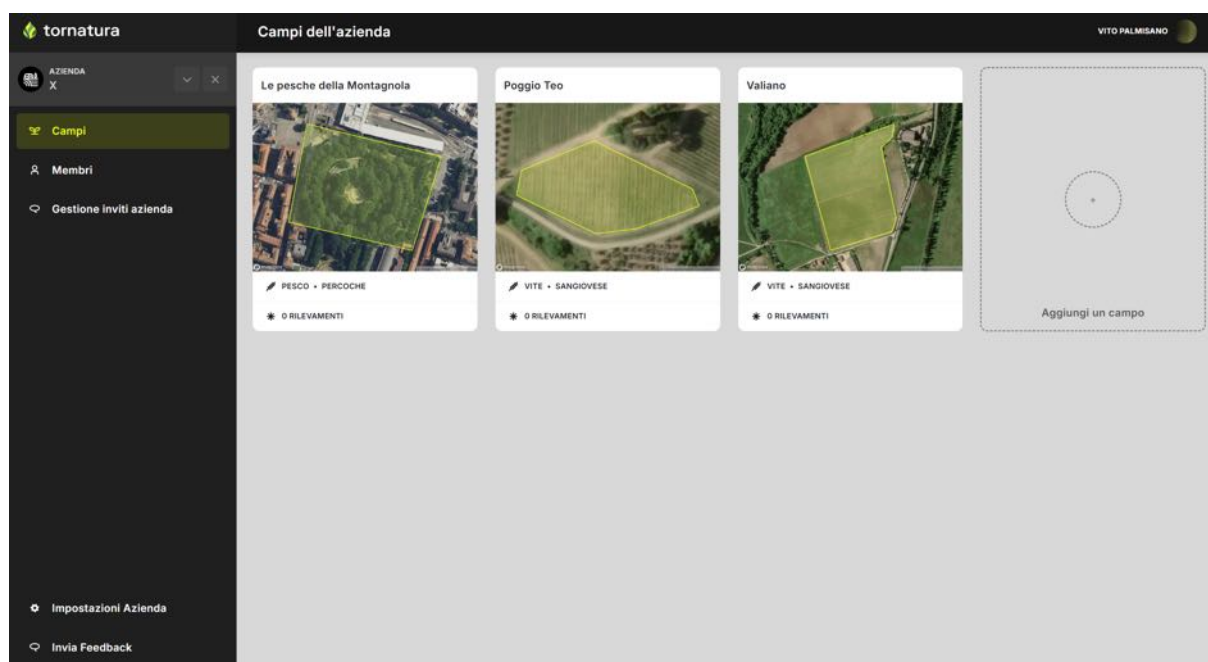 tornatura
Campi dell'azienda
VITO PALMISANO
AZIENDA
X
Campi
Membri
Gestione inviti azienda
Impostazioni Azienda
Invia Feedback
Le pesche della Montagnola
PESCO • PERCOCHE
0 RILEVAMENTI
Poggio Teo
VITE • SANGIOVESE
0 RILEVAMENTI
Valiano
VITE • SANGIOVESE
0 RILEVAMENTI
+
Aggiungi un campo